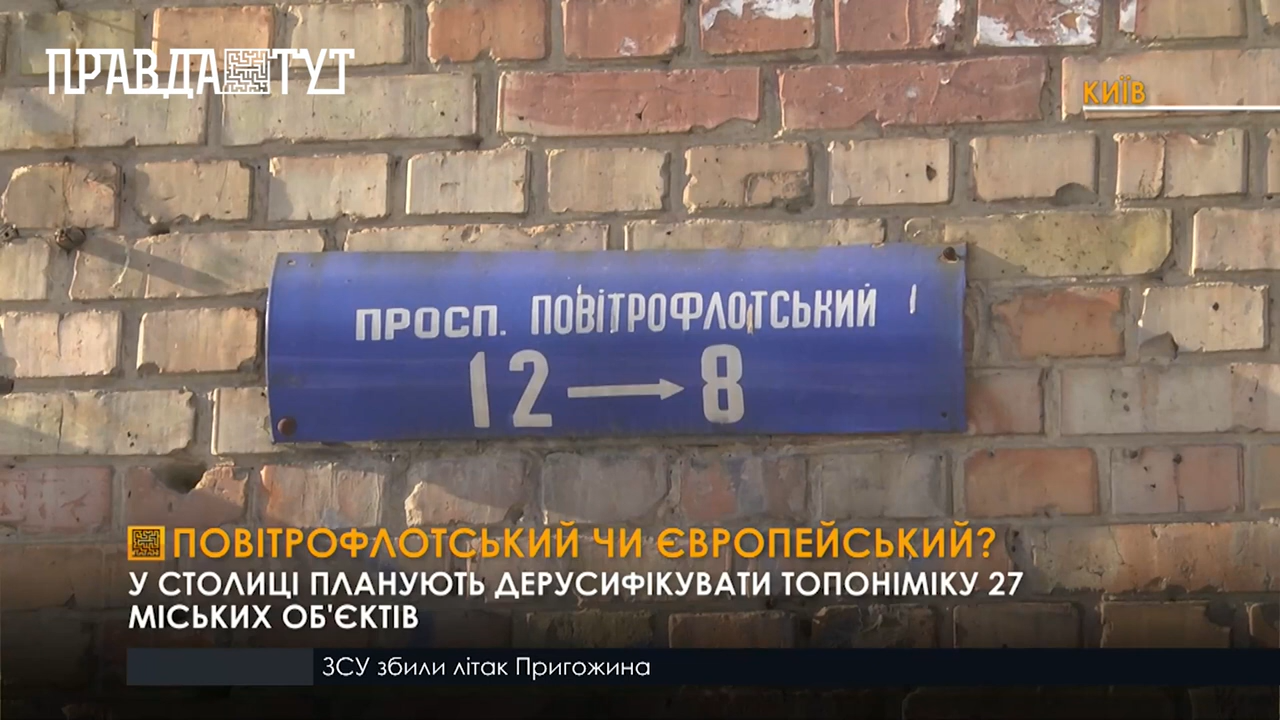 ПРАВДА ТУТ
КИЇВ
ПРОСП. ПОВІТРОФЛОТСЬКИЙ
12 → 8
ПОВІТРОФЛОТСЬКИЙ ЧИ ЄВРОПЕЙСЬКИЙ?
У СТОЛИЦІ ПЛАНУЮТЬ ДЕРУСИФІКУВАТИ ТОПОНІМІКУ 27
МІСЬКИХ ОБ'ЄКТІВ
ЗСУ збили літак Пригожина